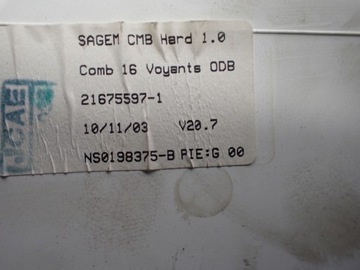 SAGEM CMB Hard 1.0
Comb 16 Voyants ODB
21675597-1
10/11/03 V20.7
NS0198375-B PIE:G 00
JCAE